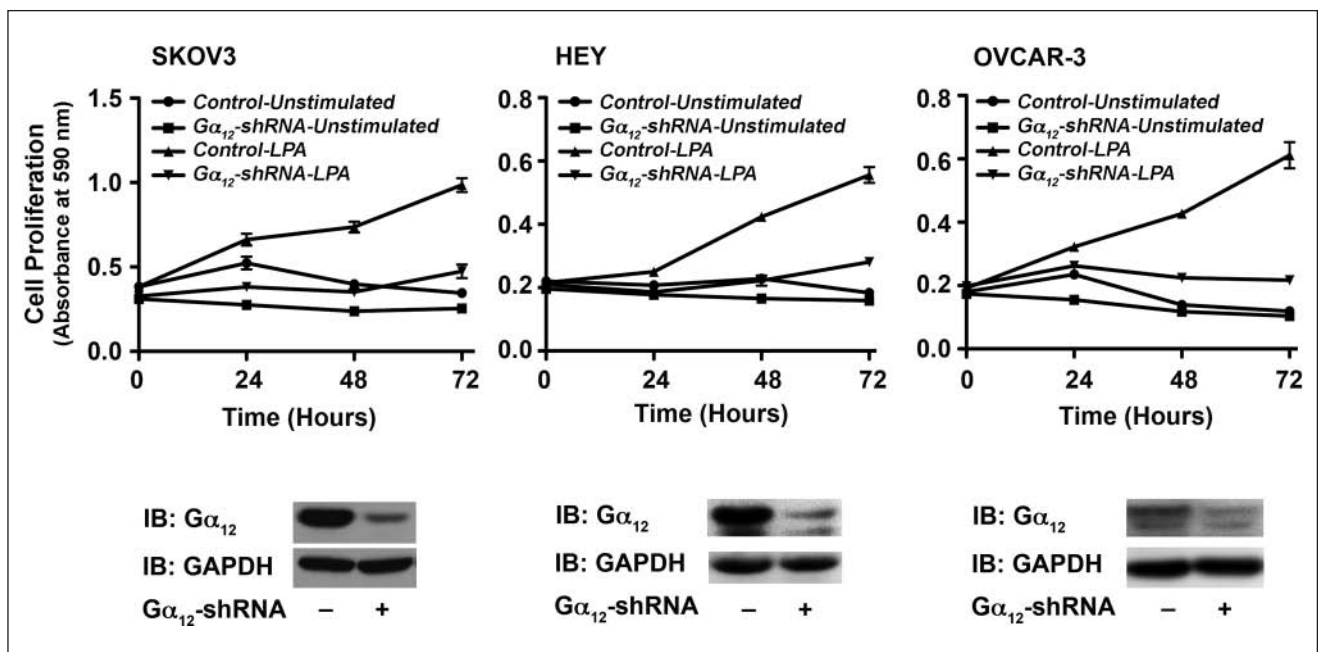 SKOV3
Cell Proliferation
(Absorbance at 590 nm)
1.5
1.0
0.5
0.0
Control-Unstimulated
Gα12-shRNA-Unstimulated
Control-LPA
Gα12-shRNA-LPA
0 24 48 72
Time (Hours)
HEY
0.8
0.6
0.4
0.2
0.0
Control-Unstimulated
Gα12-shRNA-Unstimulated
Control-LPA
Gα12-shRNA-LPA
0 24 48 72
Time (Hours)
OVCAR-3
0.8
0.6
0.4
0.2
0.0
Control-Unstimulated
Gα12-shRNA-Unstimulated
Control-LPA
Gα12-shRNA-LPA
0 24 48 72
Time (Hours)
IB: Gα12
IB: GAPDH
Gα12-shRNA – +
IB: Gα12
IB: GAPDH
Gα12-shRNA – +
IB: Gα12
IB: GAPDH
Gα12-shRNA – +